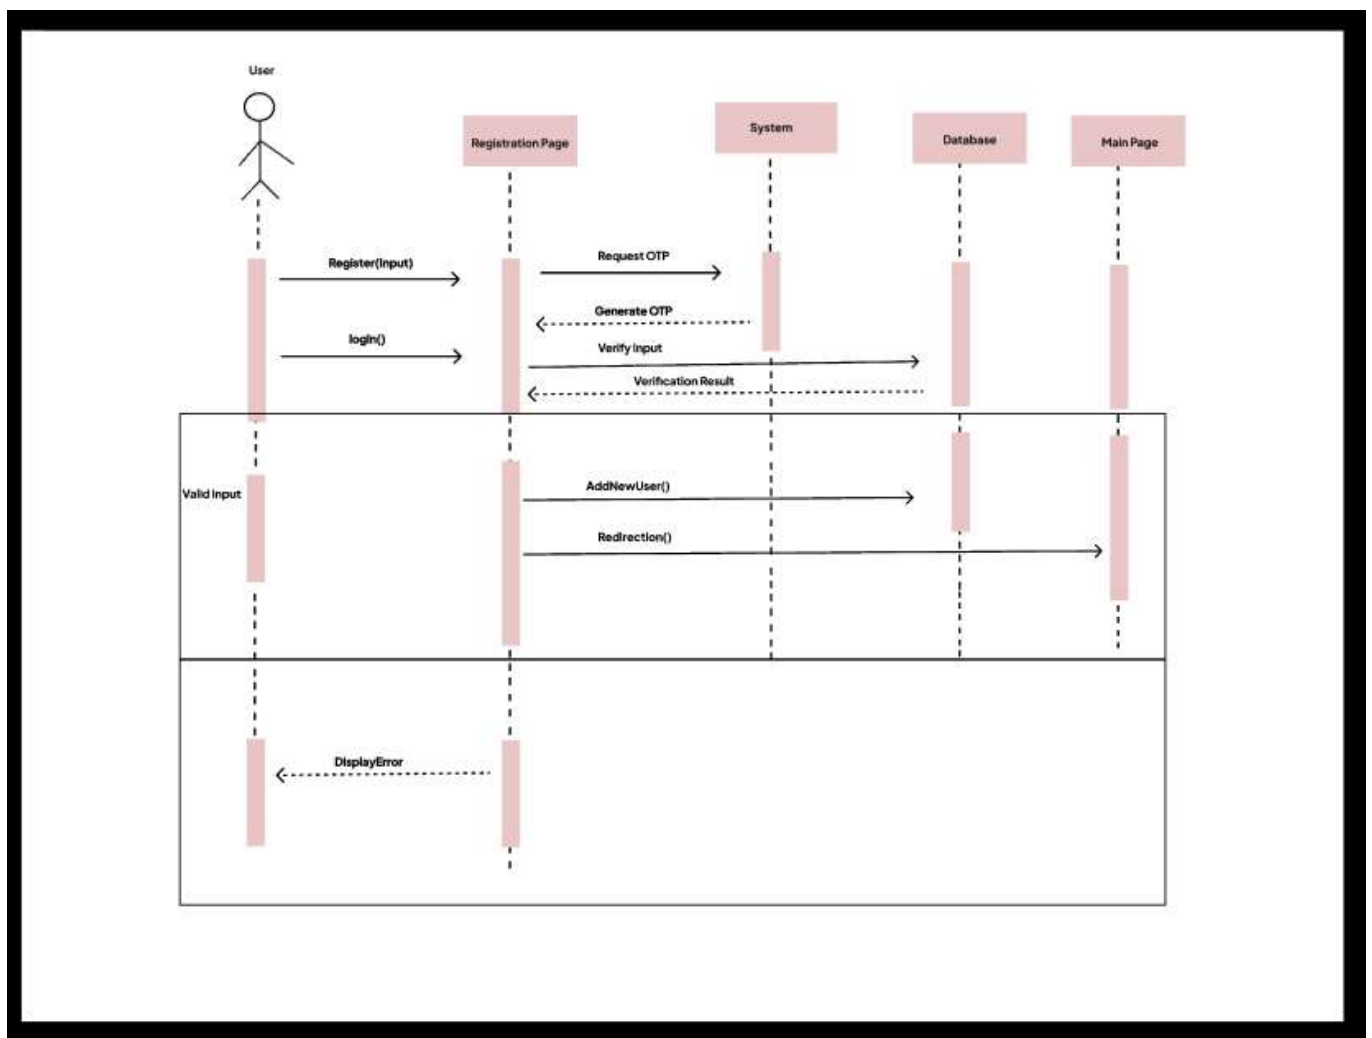 User
Registration Page
System
Database
Main Page
Register(Input)
Request OTP
Generate OTP
logIn()
Verify Input
Verification Result
Valid Input
AddNewUser()
Redirection()
DisplayError